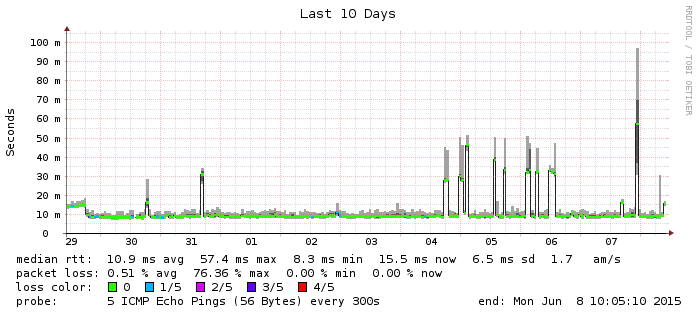 Last 10 Days
RRDTOOL / TOBI OETIKER
Seconds
100 m
90 m
80 m
70 m
60 m
50 m
40 m
30 m
20 m
10 m
0
29 30 31 01 02 03 04 05 06 07
median rtt: 10.9 ms avg 57.4 ms max 8.3 ms min 15.5 ms now 6.5 ms sd 1.7 am/s
packet loss: 0.51 % avg 76.36 % max 0.00 % min 0.00 % now
loss color: 0 1/5 2/5 3/5 4/5
probe: 5 ICMP Echo Pings (56 Bytes) every 300s end: Mon Jun 8 10:05:10 2015